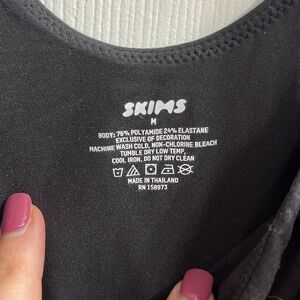 SKIMS
M
BODY: 76% POLYAMIDE 24% ELASTANE
EXCLUSIVE OF DECORATION
MACHINE WASH COLD, NON-CHLORINE BLEACH
TUMBLE DRY LOW TEMP,
COOL IRON, DO NOT DRY CLEAN
MADE IN THAILAND
RN 158973